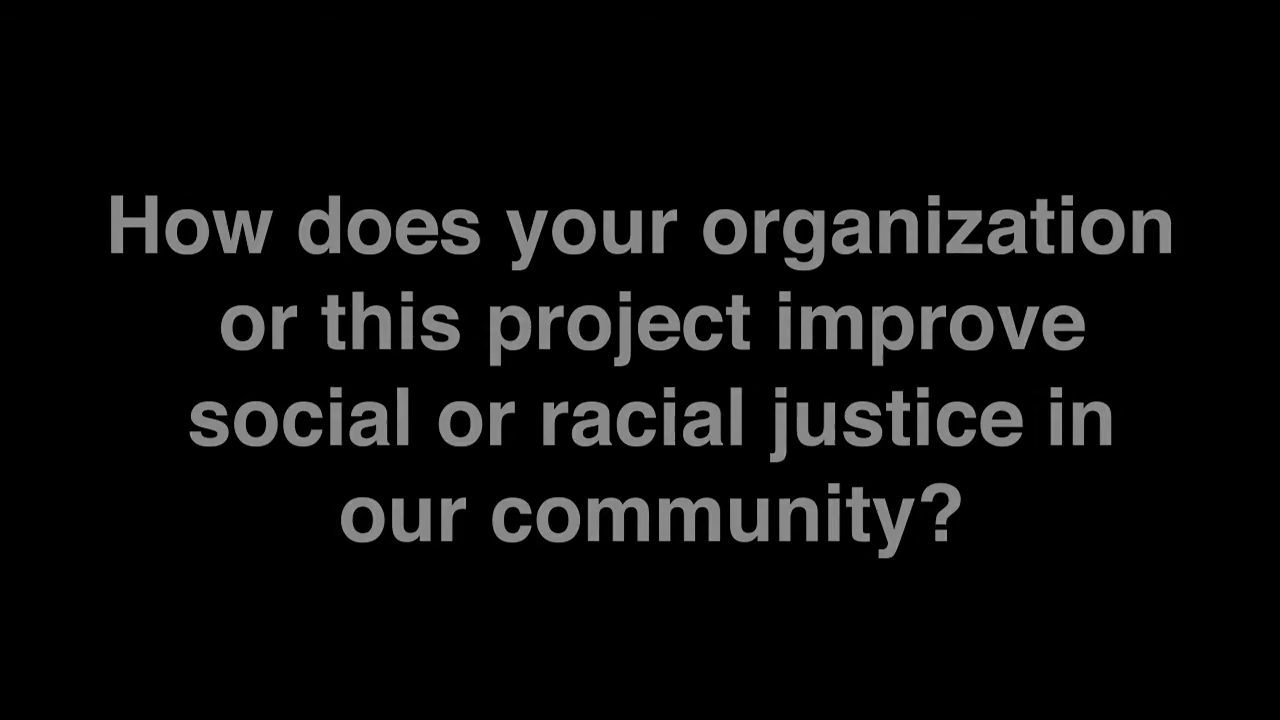 How does your organization
or this project improve
social or racial justice in
our community?